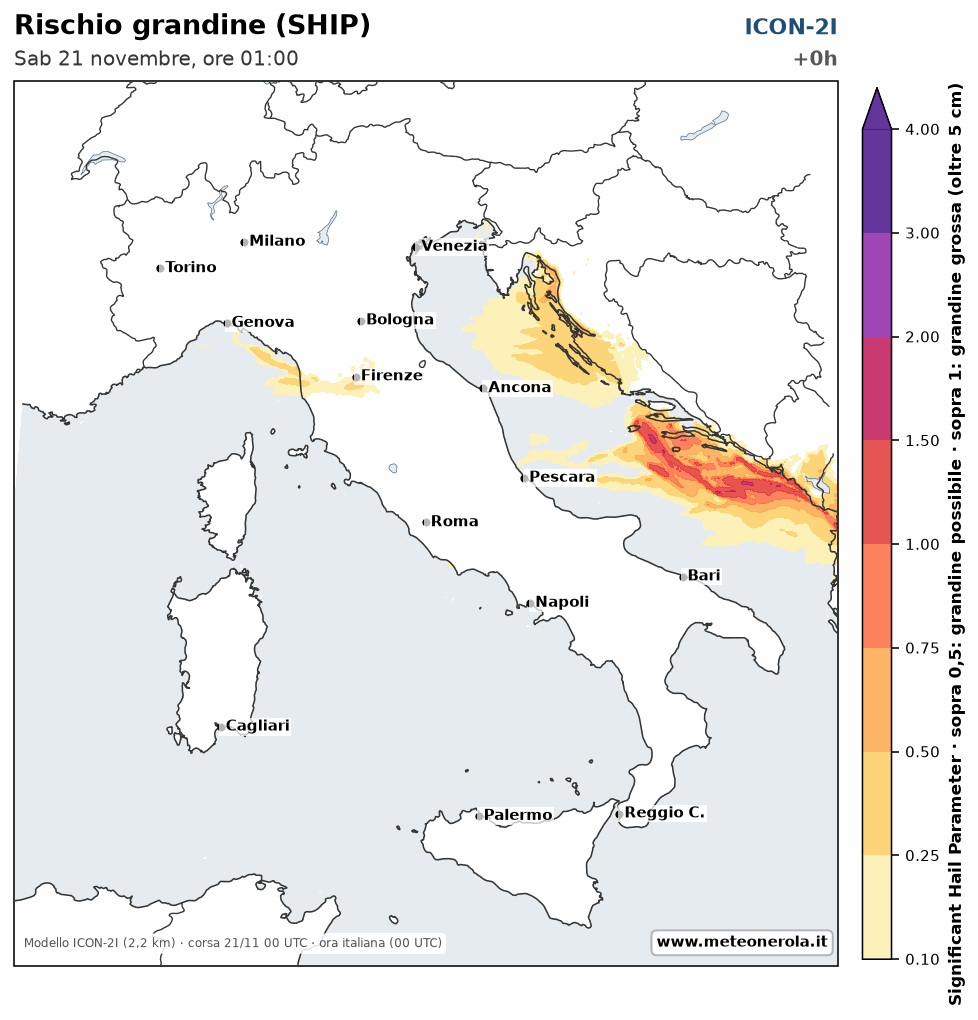 Rischio grandine (SHIP)
ICON-2I
Sab 21 novembre, ore 01:00
+0h
Milano
Venezia
Torino
Genova
Bologna
Firenze
Ancona
Pescara
Roma
Bari
Napoli
Cagliari
Palermo
Reggio C.
Modello ICON-2I (2,2 km) · corsa 21/11 00 UTC · ora italiana (00 UTC)
www.meteonerola.it
4.00
3.00
2.00
1.50
1.00
0.75
0.50
0.25
0.10
Significant Hail Parameter · sopra 0,5: grandine possibile · sopra 1: grandine grossa (oltre 5 cm)